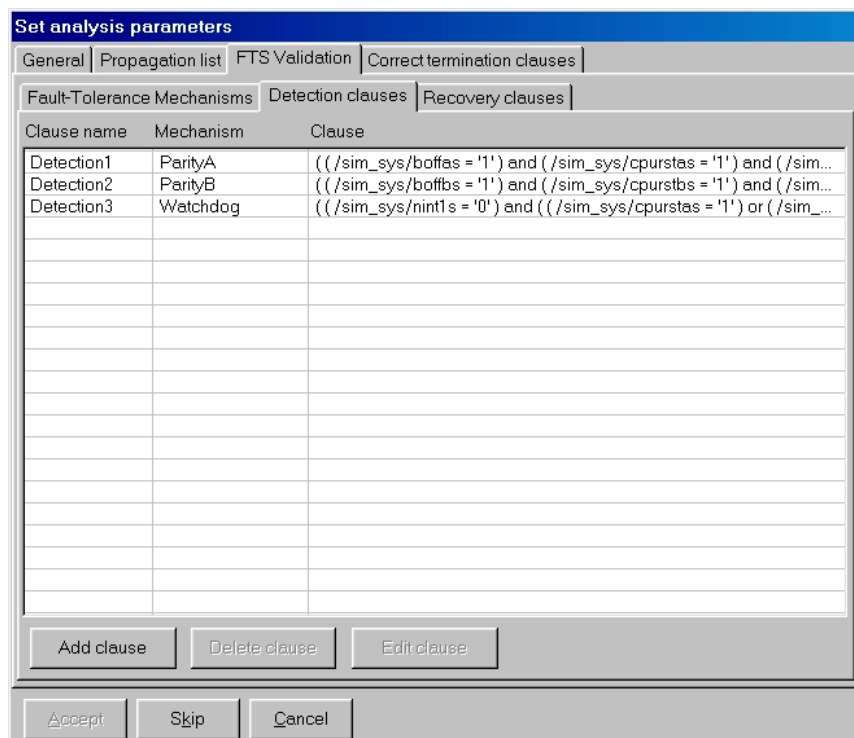 Set analysis parameters
General Propagation list FTS Validation Correct termination clauses
Fault-Tolerance Mechanisms Detection clauses Recovery clauses
Clause name Mechanism Clause
Detection1 ParityA ( ( ( /sim_sys/boffas = '1' ) and ( /sim_sys/cpurstas = '1' ) and ( /sim...
Detection2 ParityB ( ( ( /sim_sys/boffbs = '1' ) and ( /sim_sys/cpurstbs = '1' ) and ( /sim...
Detection3 Watchdog ( ( ( /sim_sys/nint1s = '0' ) and ( ( /sim_sys/cpurstas = '1' ) or ( /sim_...
Add clause Delete clause Edit clause
Accept Skip Cancel